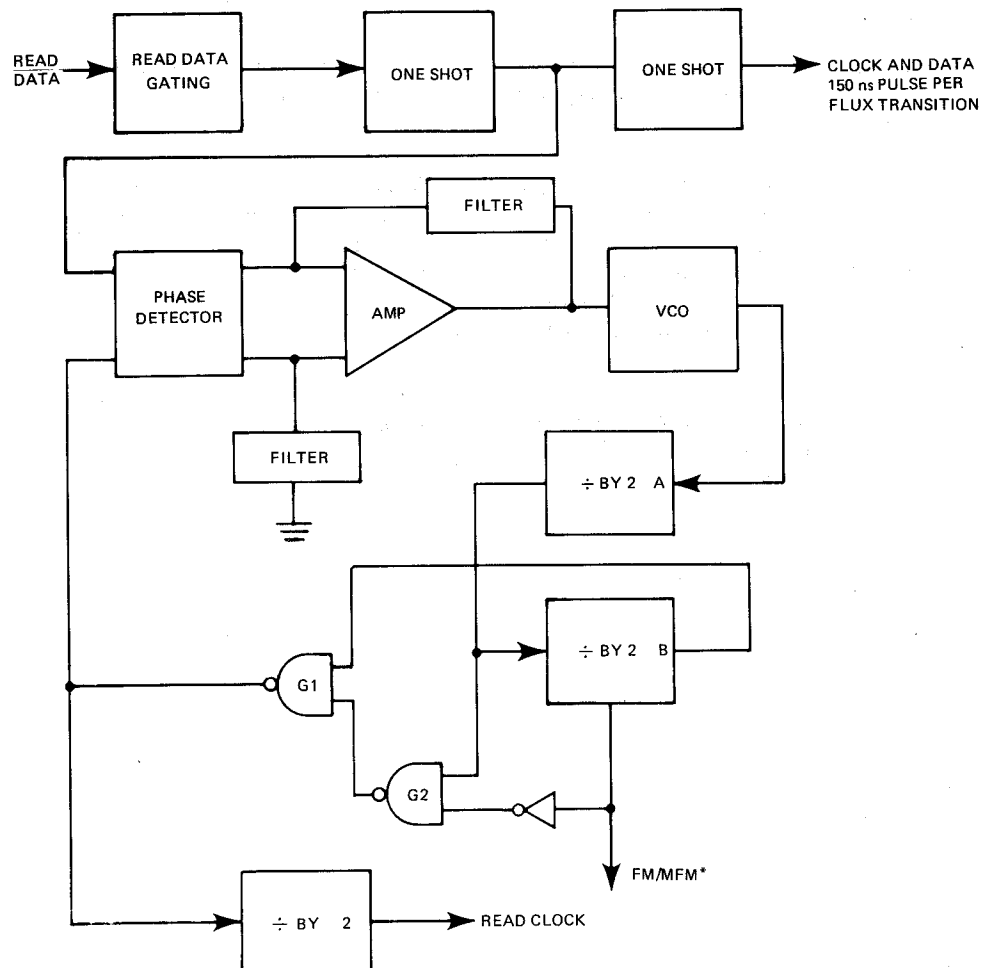 READ
DATA
READ DATA
GATING
ONE SHOT
ONE SHOT
CLOCK AND DATA
150 ns PULSE PER
FLUX TRANSITION
FILTER
PHASE
DETECTOR
AMP
VCO
FILTER
÷ BY 2 A
÷ BY 2 B
G1
G2
FM/MFM*
÷ BY 2
READ CLOCK